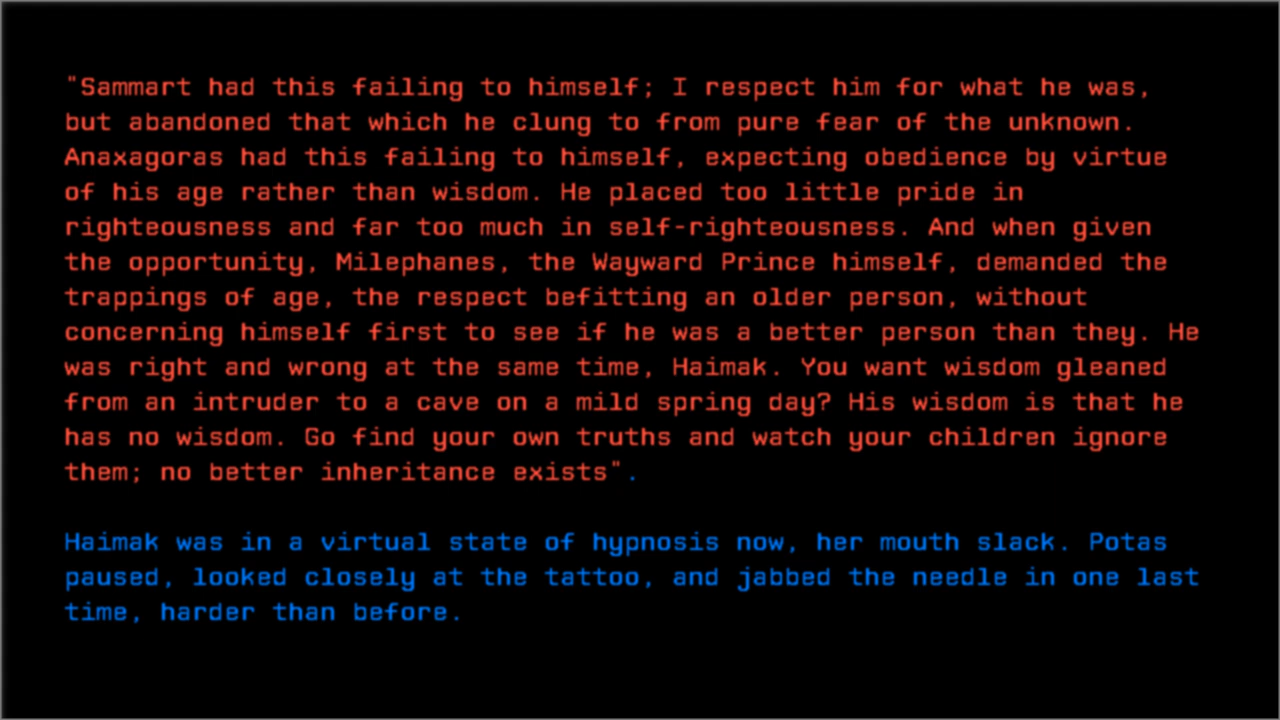 "Sammart had this failing to himself; I respect him for what he was,
but abandoned that which he clung to from pure fear of the unknown.
Anaxagoras had this failing to himself, expecting obedience by virtue
of his age rather than wisdom. He placed too little pride in
righteousness and far too much in self-righteousness. And when given
the opportunity, Milephanes, the Wayward Prince himself, demanded the
trappings of age, the respect befitting an older person, without
concerning himself first to see if he was a better person than they. He
was right and wrong at the same time, Haimak. You want wisdom gleaned
from an intruder to a cave on a mild spring day? His wisdom is that he
has no wisdom. Go find your own truths and watch your children ignore
them; no better inheritance exists".
Haimak was in a virtual state of hypnosis now, her mouth slack. Potas
paused, looked closely at the tattoo, and jabbed the needle in one last
time, harder than before.